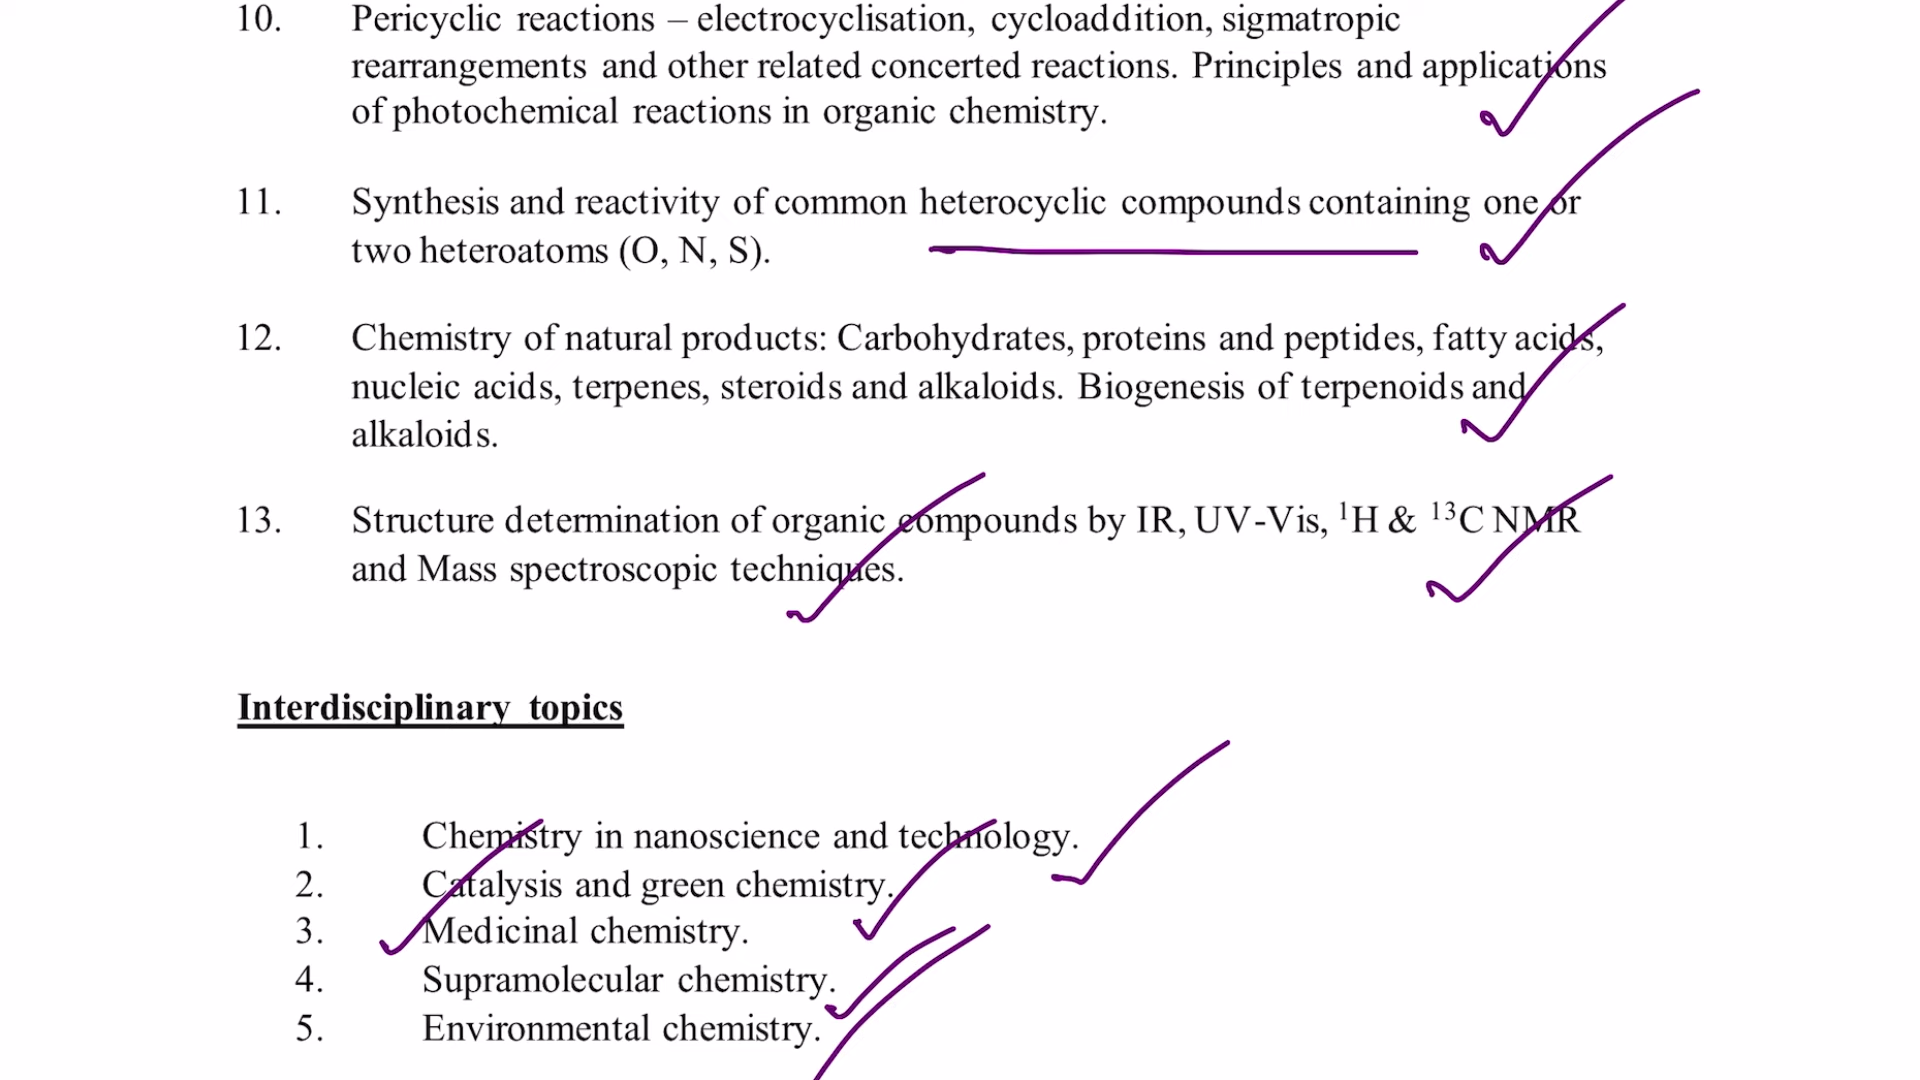 10. Pericyclic reactions – electrocyclisation, cycloaddition, sigmatropic
rearrangements and other related concerted reactions. Principles and applications
of photochemical reactions in organic chemistry.
11. Synthesis and reactivity of common heterocyclic compounds containing one or
two heteroatoms (O, N, S).
12. Chemistry of natural products: Carbohydrates, proteins and peptides, fatty acids,
nucleic acids, terpenes, steroids and alkaloids. Biogenesis of terpenoids and
alkaloids.
13. Structure determination of organic compounds by IR, UV-Vis, ¹H & ¹³C NMR
and Mass spectroscopic techniques.
Interdisciplinary topics
1. Chemistry in nanoscience and technology.
2. Catalysis and green chemistry.
3. Medicinal chemistry.
4. Supramolecular chemistry.
5. Environmental chemistry.